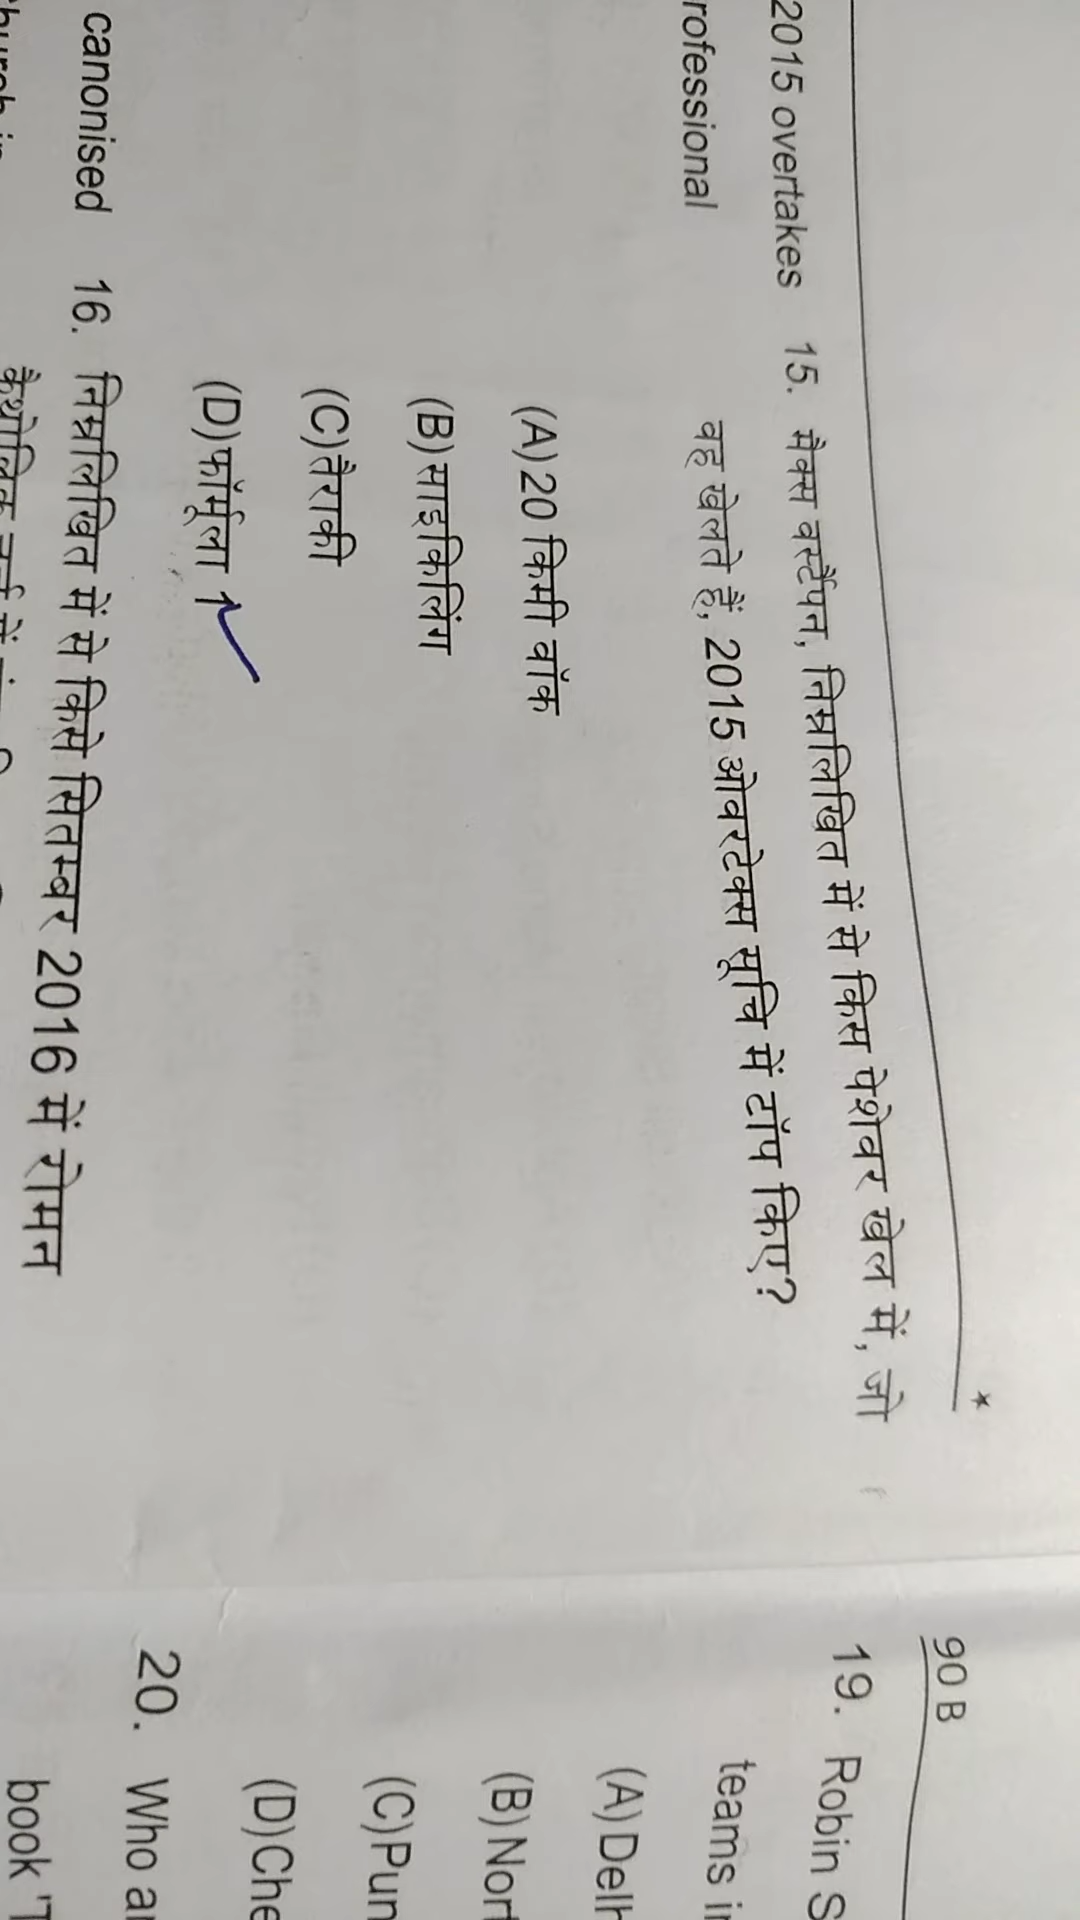 2015 overtakes
rofessional
canonised
15. मैक्स वर्स्टैपन, निम्नलिखित में से किस पेशेवर खेल में, जो
वह खेलते हैं, 2015 ओवरटेक्स सूचि में टॉप किए?
(A) 20 किमी वॉक
(B) साइकिलिंग
(C) तैराकी
(D) फॉर्मुला 1
16. निम्नलिखित में से किसे सितम्बर 2016 में रोमन
*
90 B
19. Robin S
teams i
(A) Delh
(B) Nort
(C) Pun
(D) Che
20. Who a
book 'T